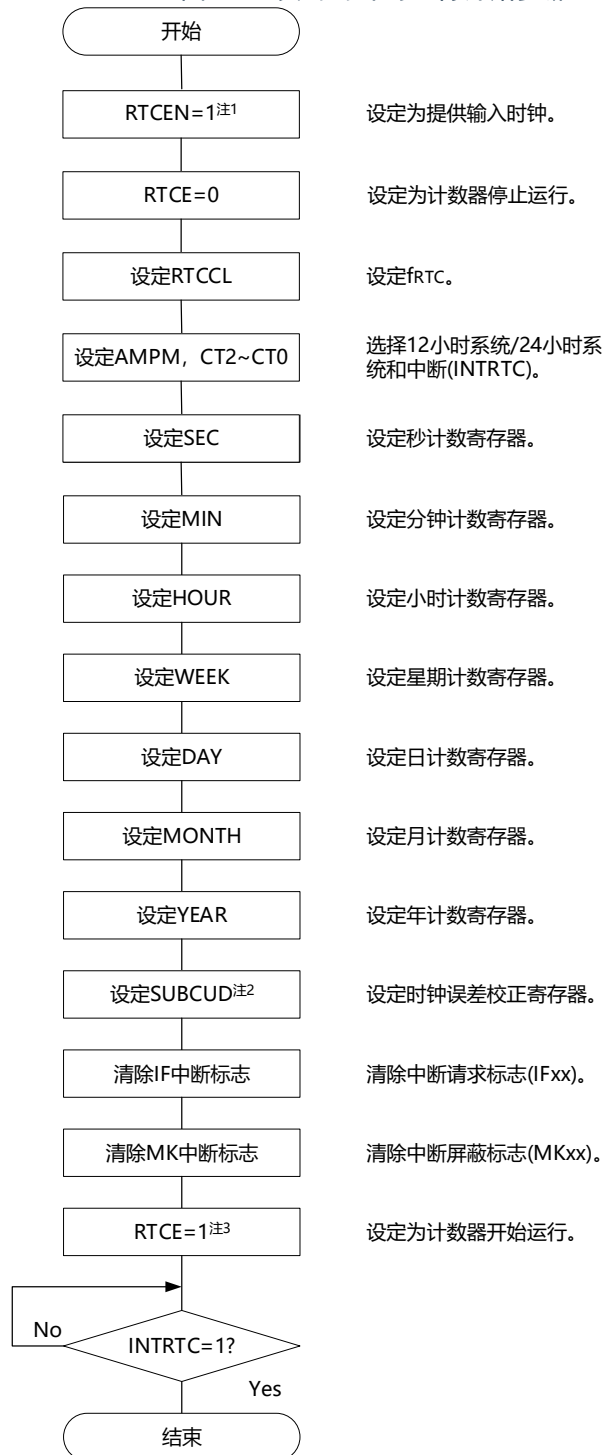 开始
RTCEN=1注1
设定为提供输入时钟。
RTCE=0
设定为计数器停止运行。
设定RTCCL
设定fRTC。
设定AMPM，CT2~CT0
选择12小时系统/24小时系
统和中断(INTRTC)。
设定SEC
设定秒计数寄存器。
设定MIN
设定分钟计数寄存器。
设定HOUR
设定小时计数寄存器。
设定WEEK
设定星期计数寄存器。
设定DAY
设定日计数寄存器。
设定MONTH
设定月计数寄存器。
设定YEAR
设定年计数寄存器。
设定SUBCUD注2
设定时钟误差校正寄存器。
清除IF中断标志
清除中断请求标志(IFxx)。
清除MK中断标志
清除中断屏蔽标志(MKxx)。
RTCE=1注3
设定为计数器开始运行。
No
INTRTC=1?
Yes
结束